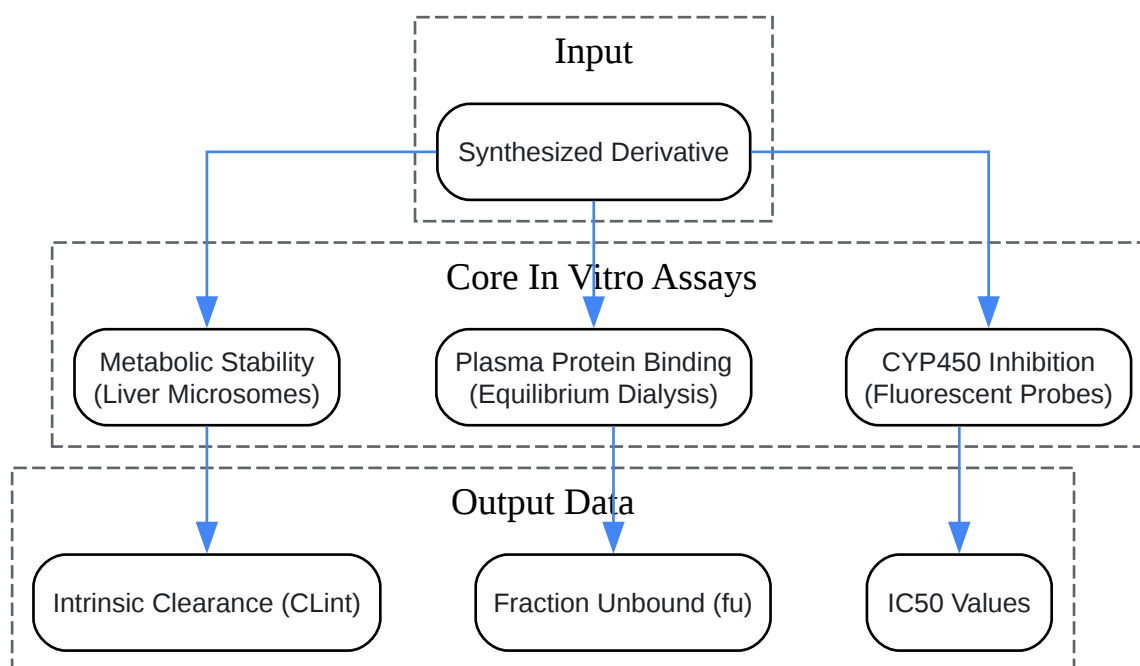 Input
Synthesized Derivative
Core In Vitro Assays
Metabolic Stability
(Liver Microsomes)
Plasma Protein Binding
(Equilibrium Dialysis)
CYP450 Inhibition
(Fluorescent Probes)
Output Data
Intrinsic Clearance (CLint)
Fraction Unbound (fu)
IC50 Values